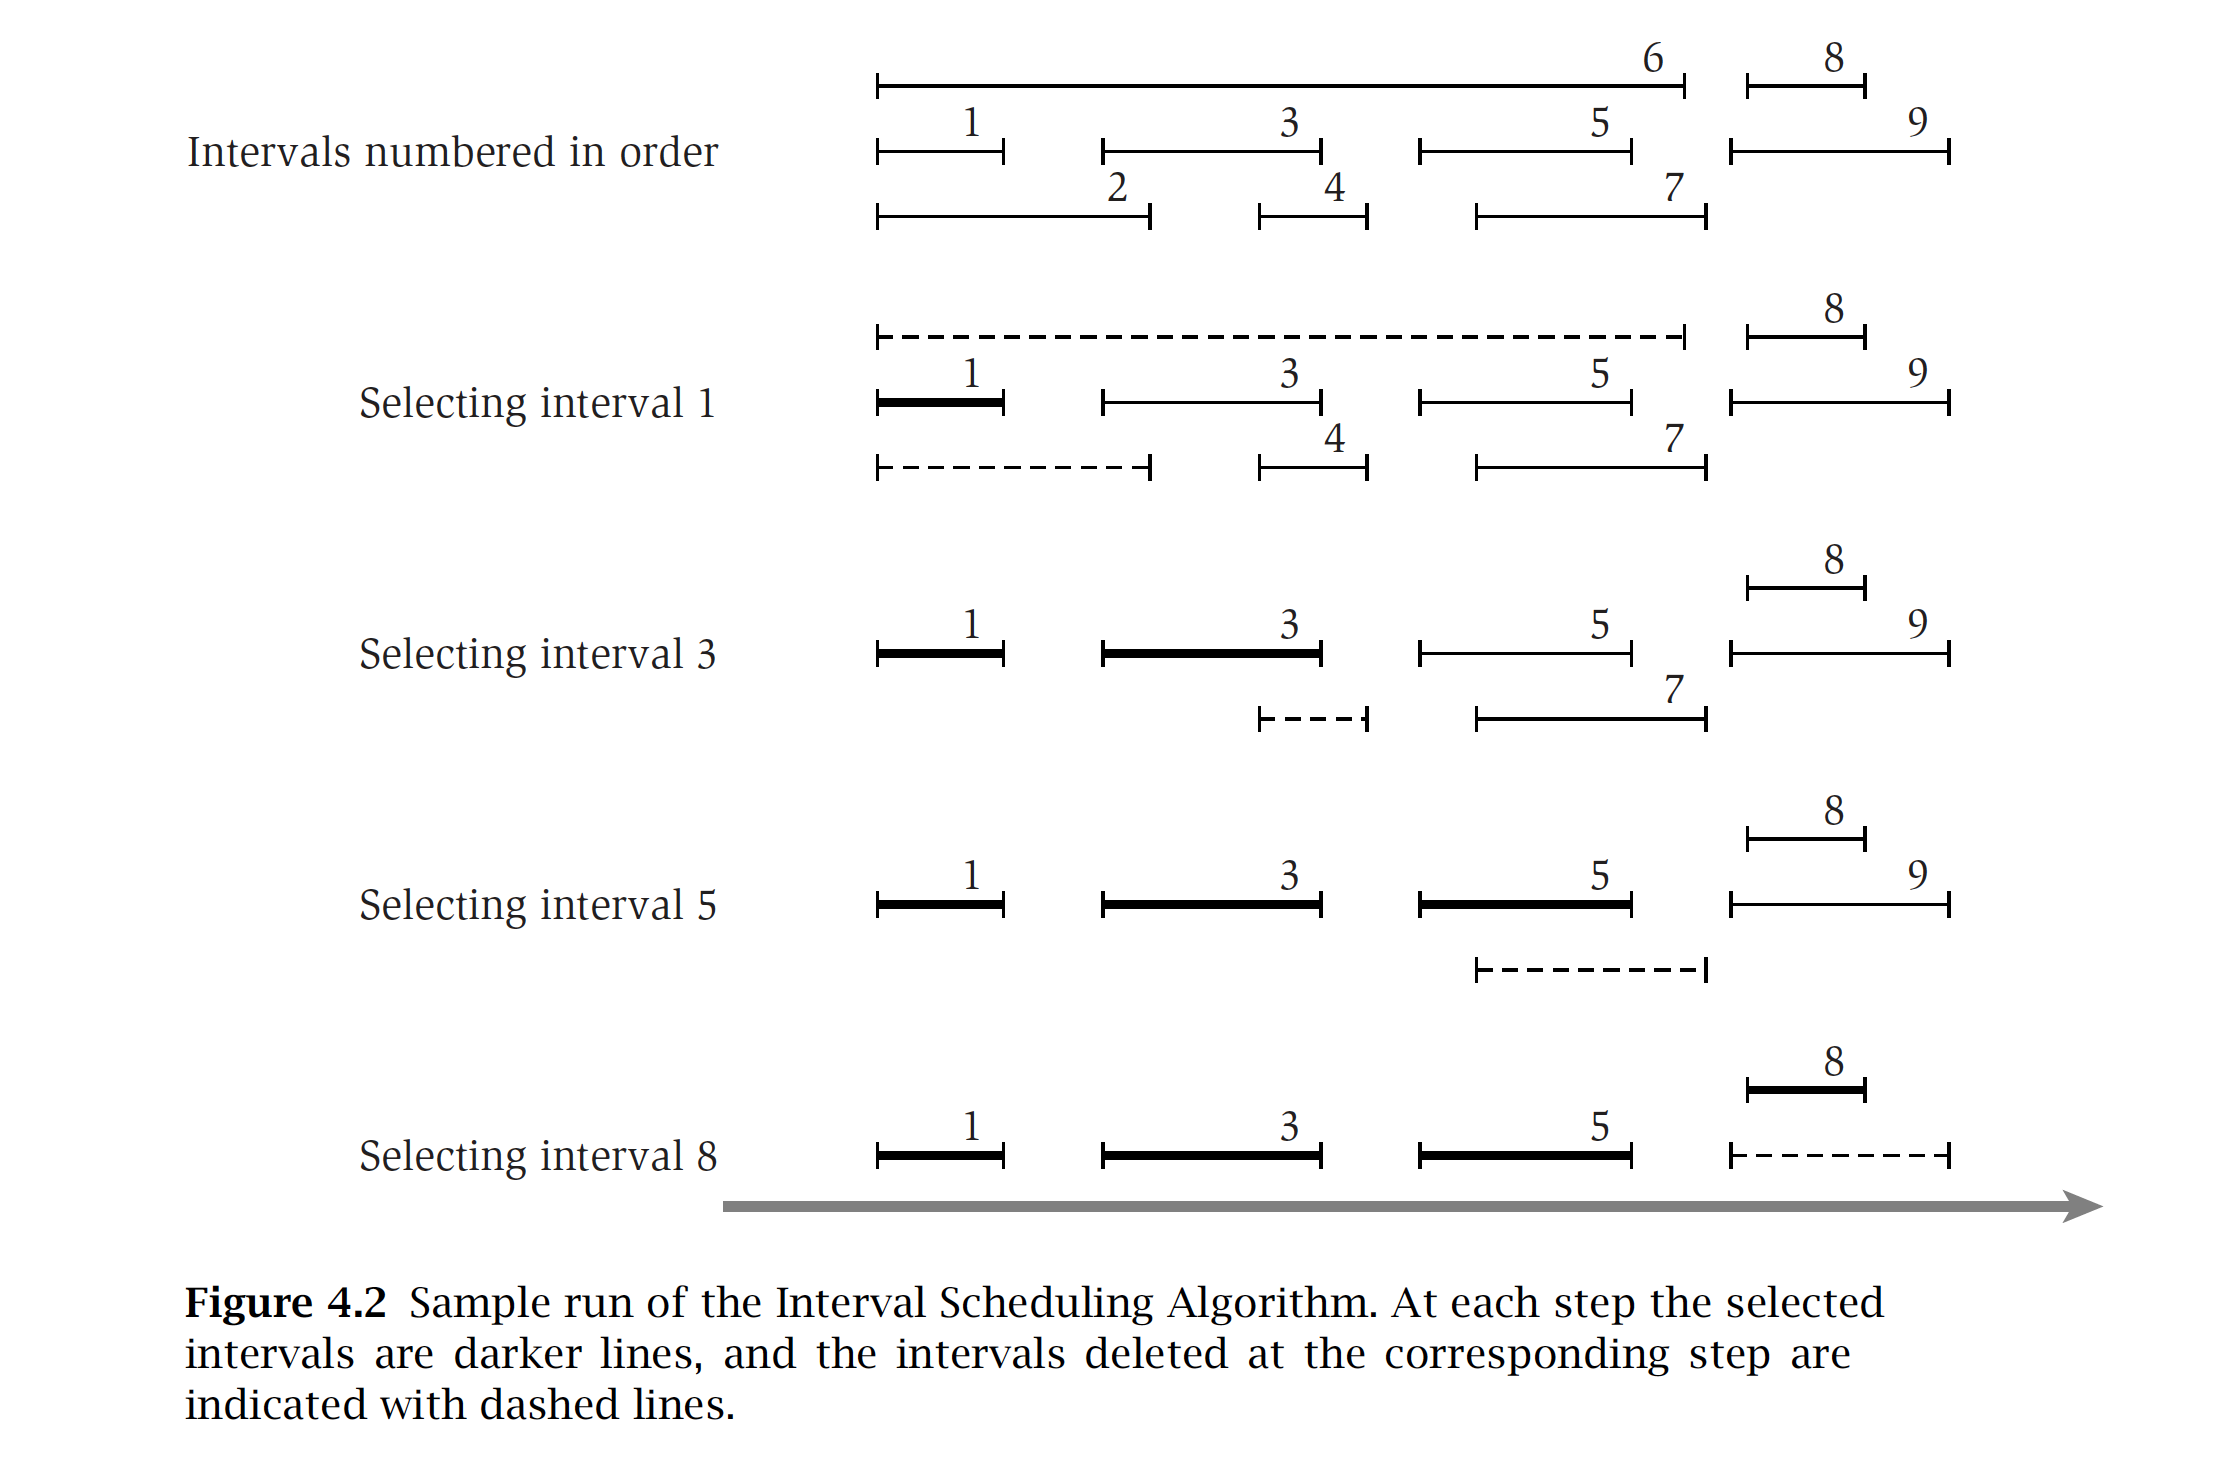 6 8
Intervals numbered in order 1 3 5 9
2 4 7
8
Selecting interval 1 1 3 5 9
4 7
8
Selecting interval 3 1 3 5 9
7
8
Selecting interval 5 1 3 5 9
8
Selecting interval 8 1 3 5
Figure 4.2 Sample run of the Interval Scheduling Algorithm. At each step the selected
intervals are darker lines, and the intervals deleted at the corresponding step are
indicated with dashed lines.